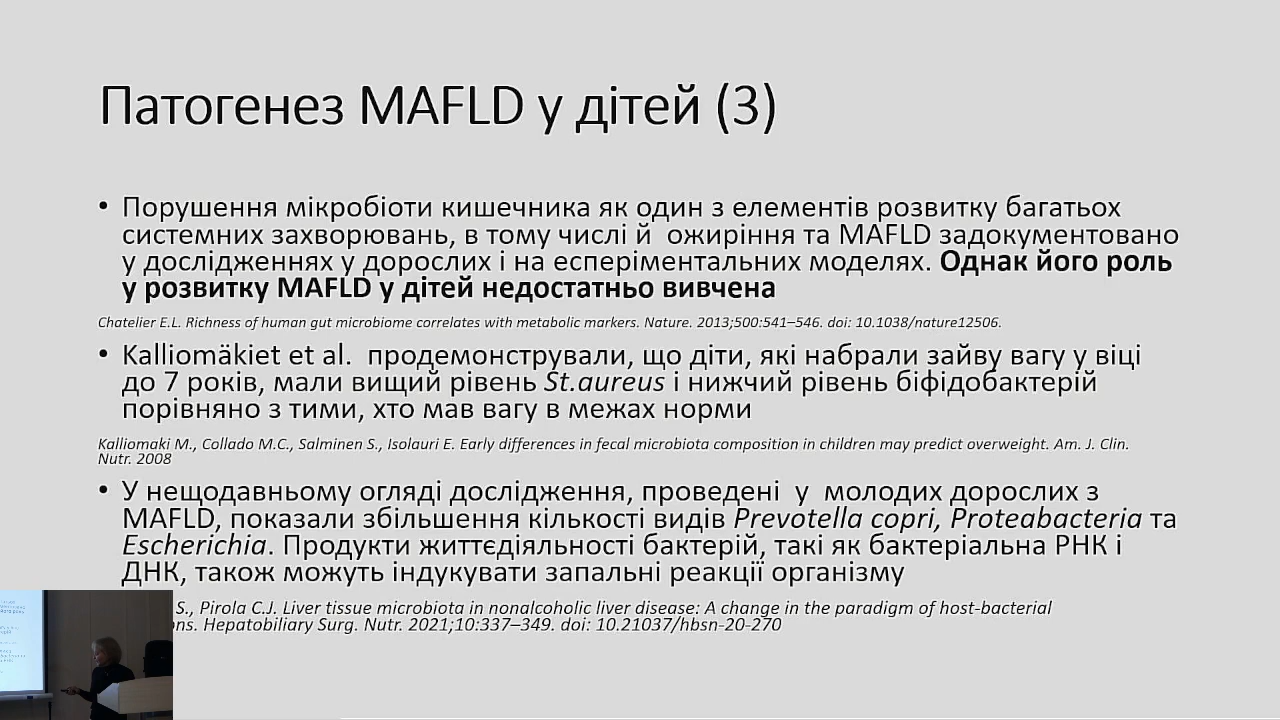 Патогенез MAFLD у дітей (3)
• Порушення мікробіоти кишечника як один з елементів розвитку багатьох
системних захворювань, в тому числі й  ожиріння та MAFLD задокументовано
у дослідженнях у дорослих і на есперіментальних моделях. Однак його роль
у розвитку MAFLD у дітей недостатньо вивчена
Chatelier E.L. Richness of human gut microbiome correlates with metabolic markers. Nature. 2013;500:541–546. doi: 10.1038/nature12506.
• Kalliomäkiet et al.  продемонстрували, що діти, які набрали зайву вагу у віці
до 7 років, мали вищий рівень St.aureus і нижчий рівень біфідобактерій
порівняно з тими, хто мав вагу в межах норми
Kalliomaki M., Collado M.C., Salminen S., Isolauri E. Early differences in fecal microbiota composition in children may predict overweight. Am. J. Clin.
Nutr. 2008
• У нещодавньому огляді дослідження, проведені  у  молодих дорослих з
MAFLD, показали збільшення кількості видів Prevotella copri, Proteabacteria та
Escherichia. Продукти життєдіяльності бактерій, такі як бактеріальна РНК і
ДНК, також можуть індукувати запальні реакції організму
S., Pirola C.J. Liver tissue microbiota in nonalcoholic liver disease: A change in the paradigm of host-bacterial
ns. Hepatobiliary Surg. Nutr. 2021;10:337–349. doi: 10.21037/hbsn-20-270